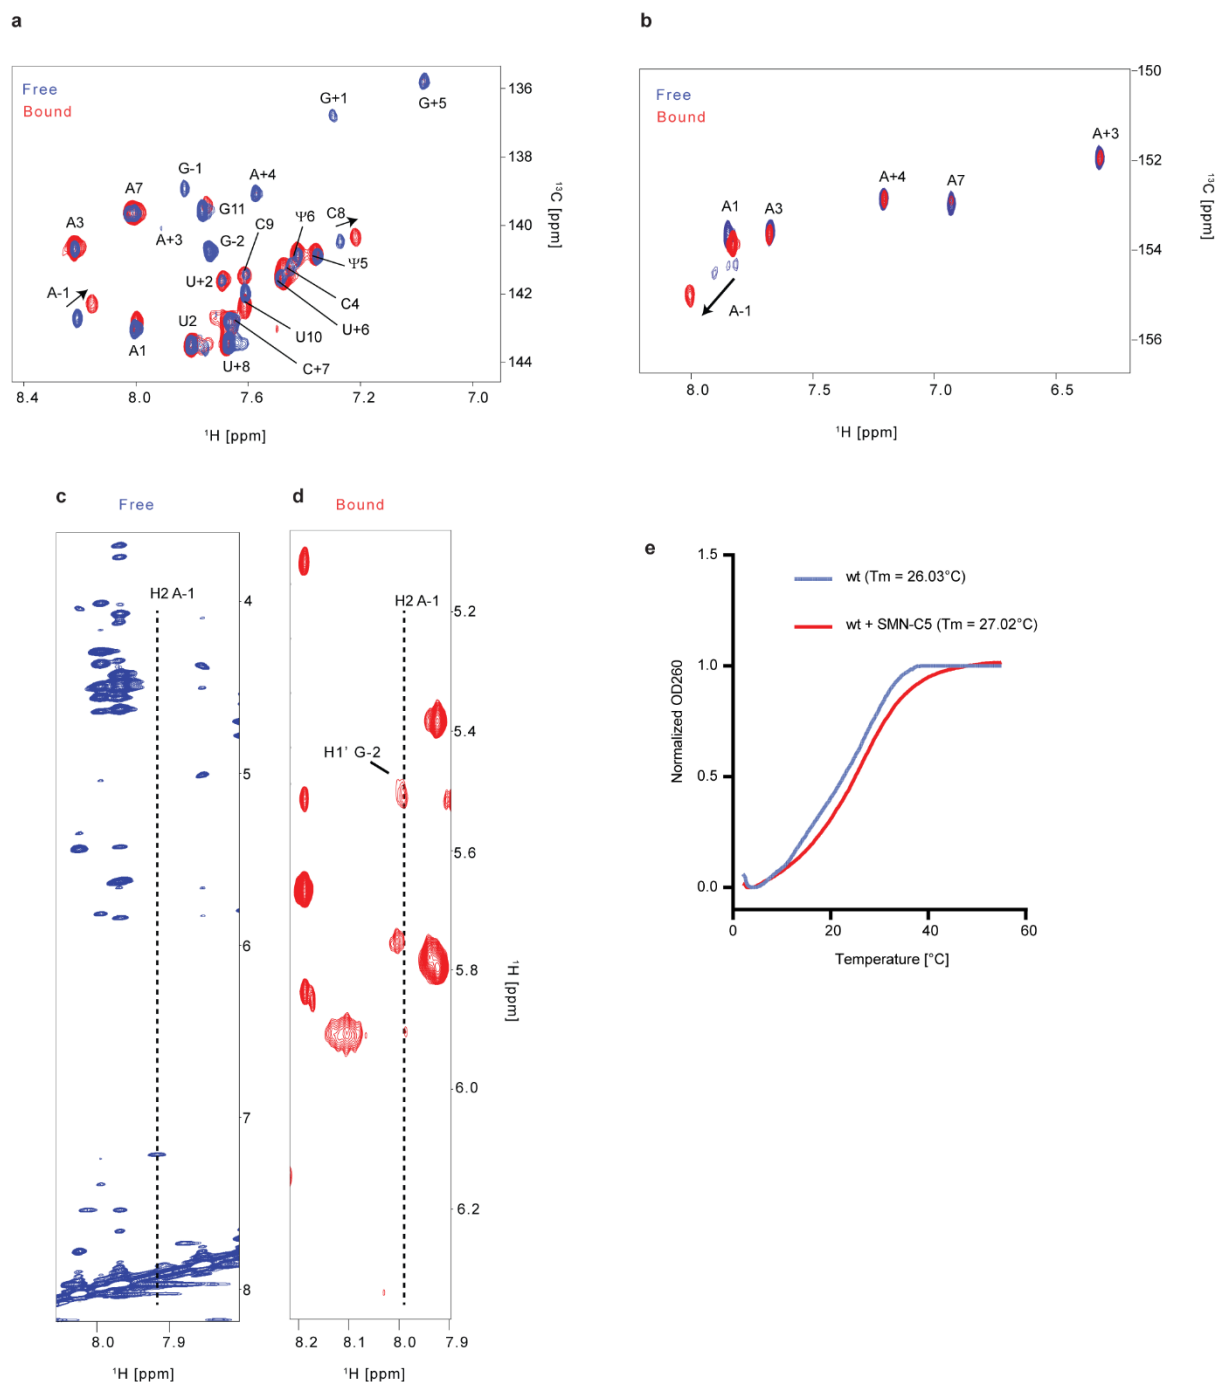 a
Free
Bound
G+1
G+5
G-1
A+4
A7
G11
Ψ6
C8
A3
A+3
C9
G-2
Ψ5
U+2
A-1
C4
U2
U10
U+6
A1
U+8
C+7
136
138
140
142
144
13C [ppm]
8.4 8.0 7.6 7.2 7.0
1H [ppm]
b
Free
Bound
A+3
A+4
A7
A1
A3
A-1
150
152
154
156
13C [ppm]
8.0 7.5 7.0 6.5
1H [ppm]
c
Free
H2 A-1
4
5
6
7
8
8.0 7.9
1H [ppm]
d
Bound
H2 A-1
H1' G-2
5.2
5.4
5.6
5.8
6.0
6.2
1H [ppm]
8.2 8.1 8.0 7.9
1H [ppm]
e
1.5
1.0
0.5
0.0
Normalized OD260
wt (Tm = 26.03°C)
wt + SMN-C5 (Tm = 27.02°C)
0 20 40 60
Temperature [°C]